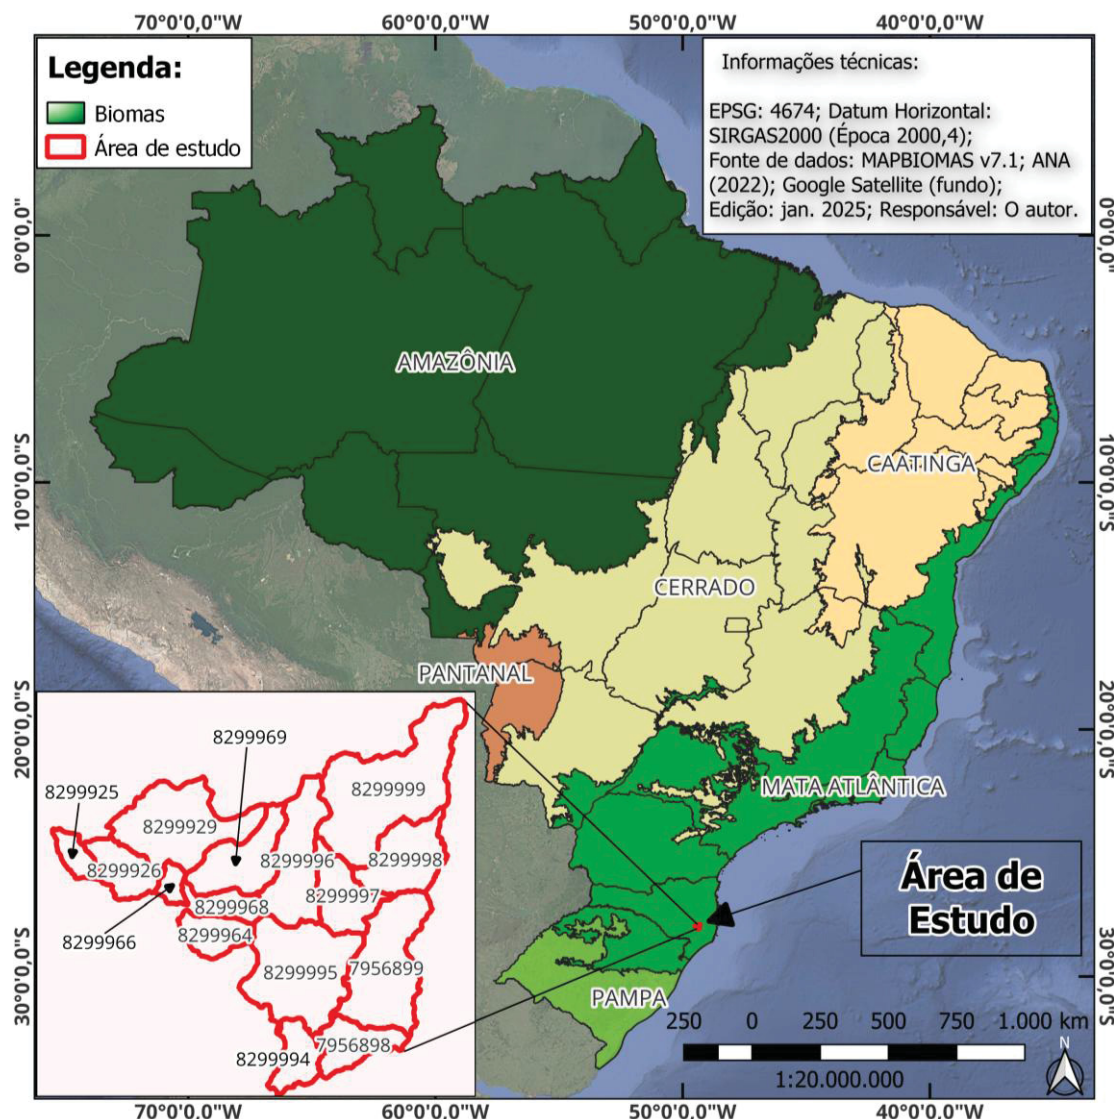 70°0'0,0"W 60°0'0,0"W 50°0'0,0"W 40°0'0,0"W
Legenda:
Biomas
Área de estudo
Informações técnicas:
EPSG: 4674; Datum Horizontal:
SIRGAS2000 (Época 2000,4);
Fonte de dados: MAPBIOMAS v7.1; ANA
(2022); Google Satellite (fundo);
Edição: jan. 2025; Responsável: O autor.
0°0'0,0" 0°0'0,0"
AMAZÔNIA
CAATINGA
10°0'0,0"S 10°0'0,0"S
CERRADO
PANTANAL
20°0'0,0"S 20°0'0,0"S
MATA ATLÂNTICA
8299969
8299925
8299999
8299929
8299996
8299998
8299926
8299997
8299968
8299966
8299964
8299995
7956899
7956898
8299994
Área de
Estudo
30°0'0,0"S 30°0'0,0"S
PAMPA
250 0 250 500 750 1.000 km
N
1:20.000.000
70°0'0,0"W 60°0'0,0"W 50°0'0,0"W 40°0'0,0"W